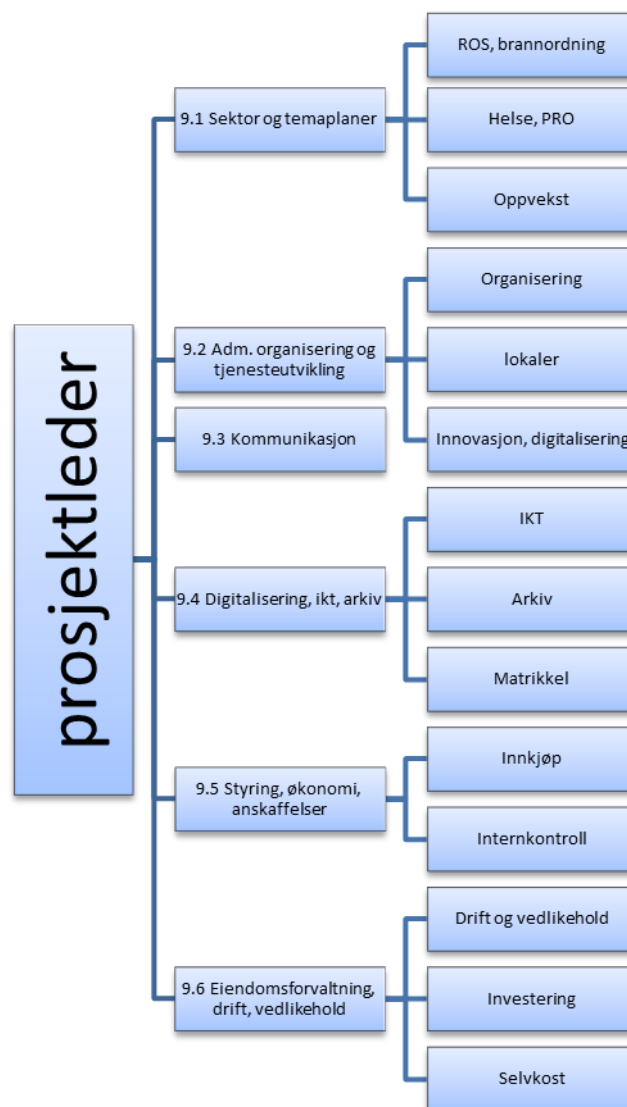 prosjektleder
9.1 Sektor og temaplaner
ROS, brannordning
Helse, PRO
Oppvekst
9.2 Adm. organisering og
tjenesteutvikling
Organisering
lokaler
Innovasjon, digitalisering
9.3 Kommunikasjon
9.4 Digitalisering, ikt, arkiv
IKT
Arkiv
Matrikkel
9.5 Styring, økonomi,
anskaffelser
Innkjøp
Internkontroll
9.6 Eiendomsforvaltning,
drift, vedlikehold
Drift og vedlikehold
Investering
Selvkost